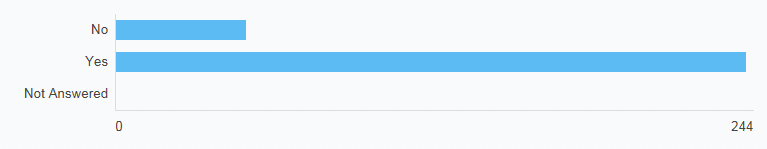 No
Yes
Not Answered
0 244